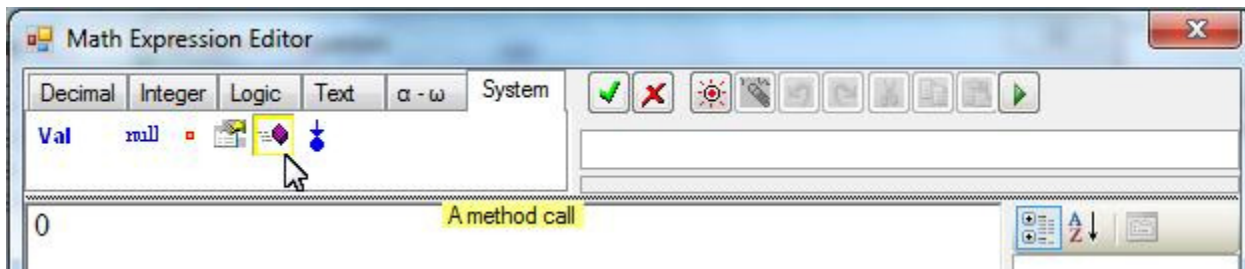 Math Expression Editor
Decimal Integer Logic Text α - ω System
Val null
A method call
0
A
Z